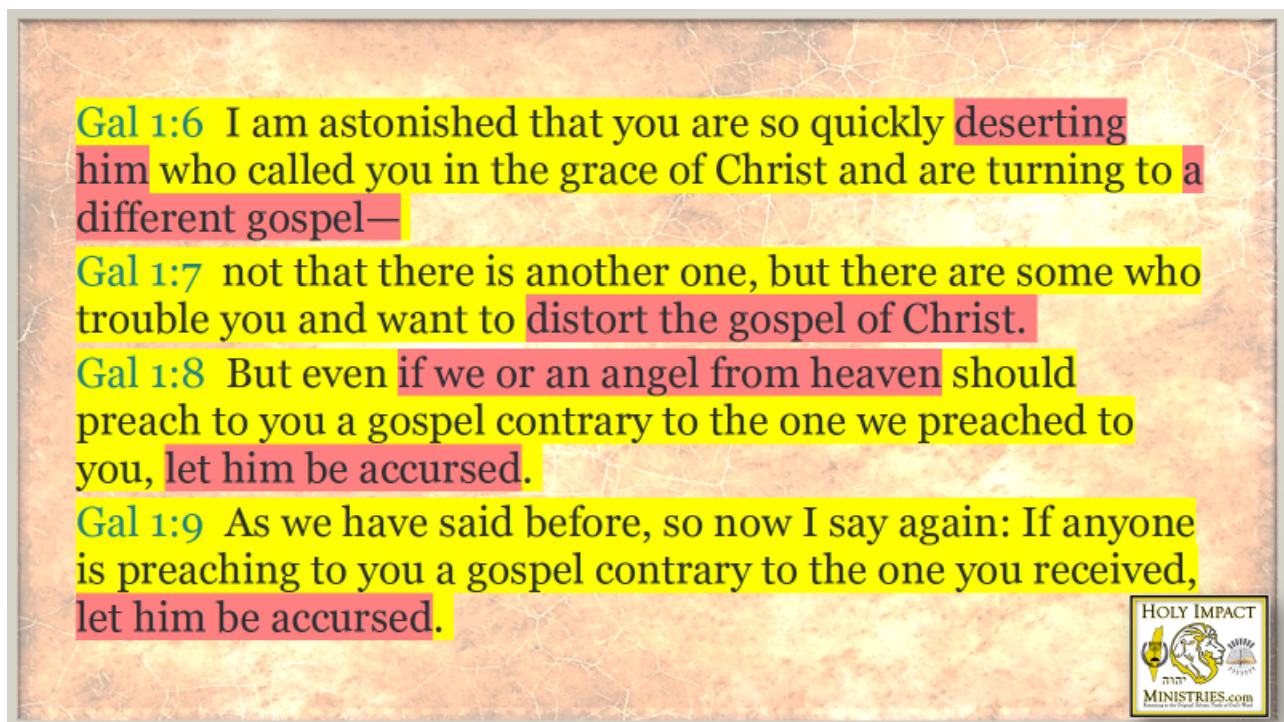 Gal 1:6 I am astonished that you are so quickly deserting
him who called you in the grace of Christ and are turning to a
different gospel—
Gal 1:7 not that there is another one, but there are some who
trouble you and want to distort the gospel of Christ.
Gal 1:8 But even if we or an angel from heaven should
preach to you a gospel contrary to the one we preached to
you, let him be accursed.
Gal 1:9 As we have said before, so now I say again: If anyone
is preaching to you a gospel contrary to the one you received,
let him be accursed.
HOLY IMPACT
יהוה
MINISTRIES.com